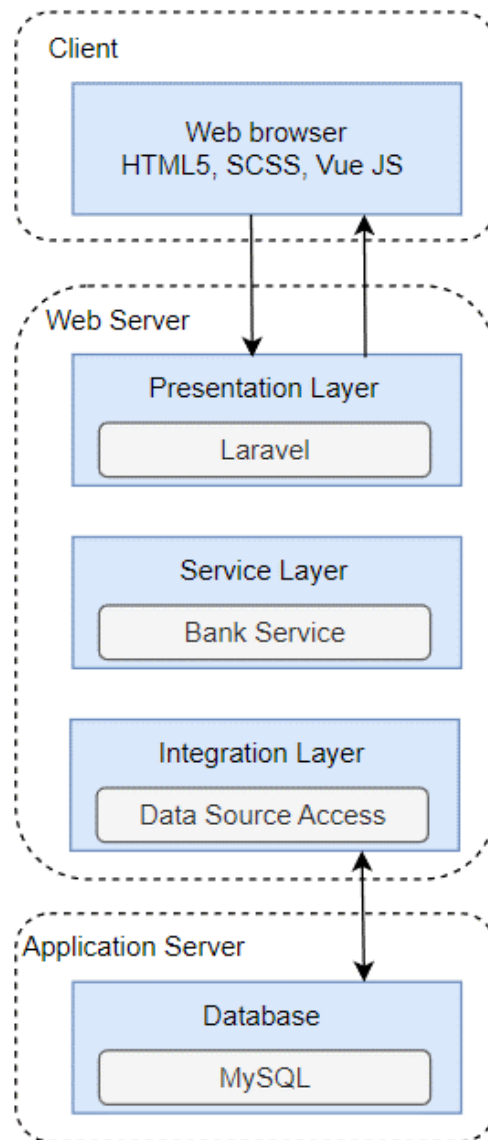 Client
Web browser
HTML5, SCSS, Vue JS
Web Server
Presentation Layer
Laravel
Service Layer
Bank Service
Integration Layer
Data Source Access
Application Server
Database
MySQL